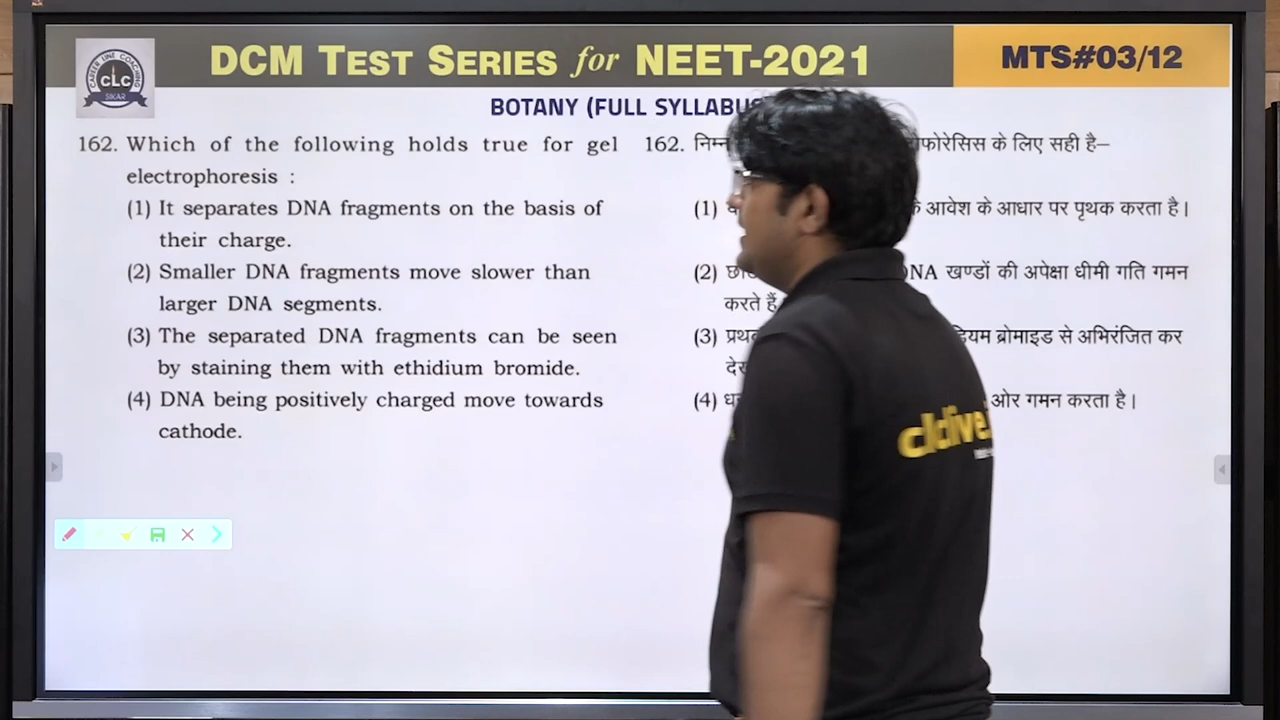 DCM TEST SERIES for NEET-2021
MTS#03/12
CAREER LINE COACHING
CLC
SIKAR
BOTANY (FULL SYLLABUS
162. Which of the following holds true for gel
electrophoresis :
(1) It separates DNA fragments on the basis of
their charge.
(2) Smaller DNA fragments move slower than
larger DNA segments.
(3) The separated DNA fragments can be seen
by staining them with ethidium bromide.
(4) DNA being positively charged move towards
cathode.
162. निम्न के लिए सही है–
(1) आवेश के आधार पर पृथक करता है।
(2) खण्डों की अपेक्षा धीमी गति गमन
करते हैं
(3) ब्रोमाइड से अभिरंजित कर
(4) ओर गमन करता है।